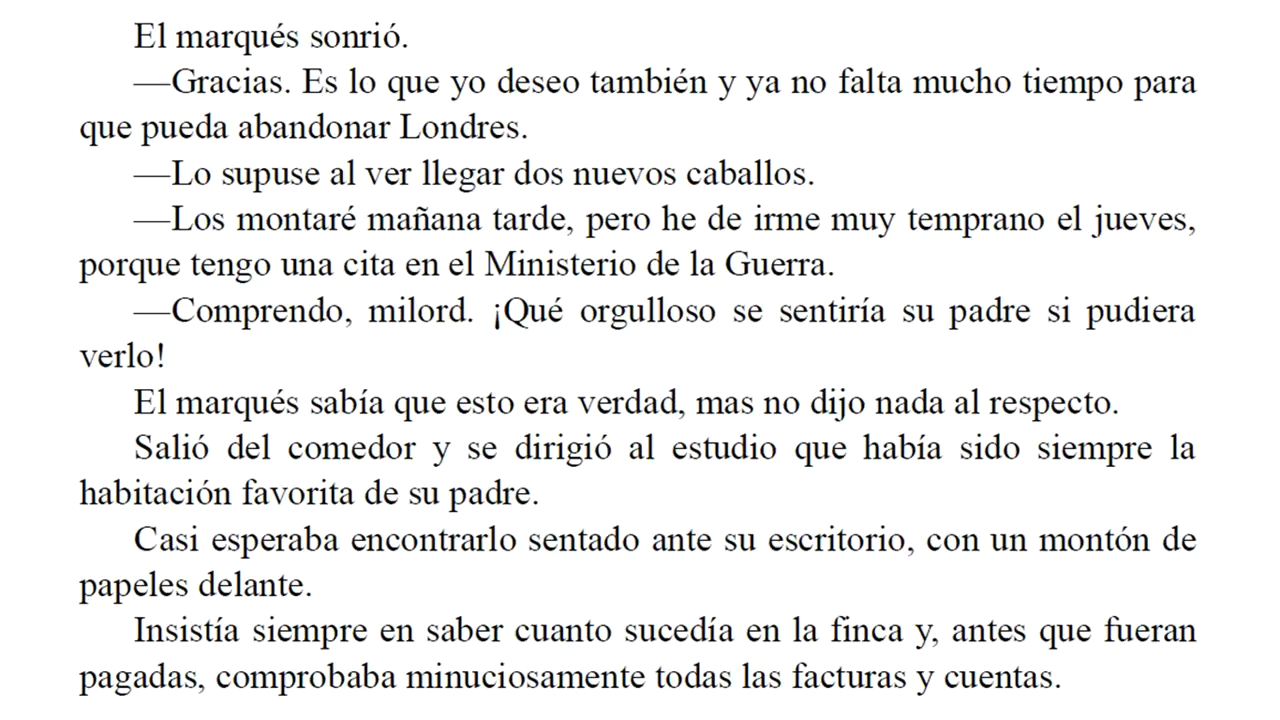 El marqués sonrió.
—Gracias. Es lo que yo deseo también y ya no falta mucho tiempo para
que pueda abandonar Londres.
—Lo supuse al ver llegar dos nuevos caballos.
—Los montaré mañana tarde, pero he de irme muy temprano el jueves,
porque tengo una cita en el Ministerio de la Guerra.
—Comprendo, milord. ¡Qué orgulloso se sentiría su padre si pudiera
verlo!
El marqués sabía que esto era verdad, mas no dijo nada al respecto.
Salió del comedor y se dirigió al estudio que había sido siempre la
habitación favorita de su padre.
Casi esperaba encontrarlo sentado ante su escritorio, con un montón de
papeles delante.
Insistía siempre en saber cuanto sucedía en la finca y, antes que fueran
pagadas, comprobaba minuciosamente todas las facturas y cuentas.